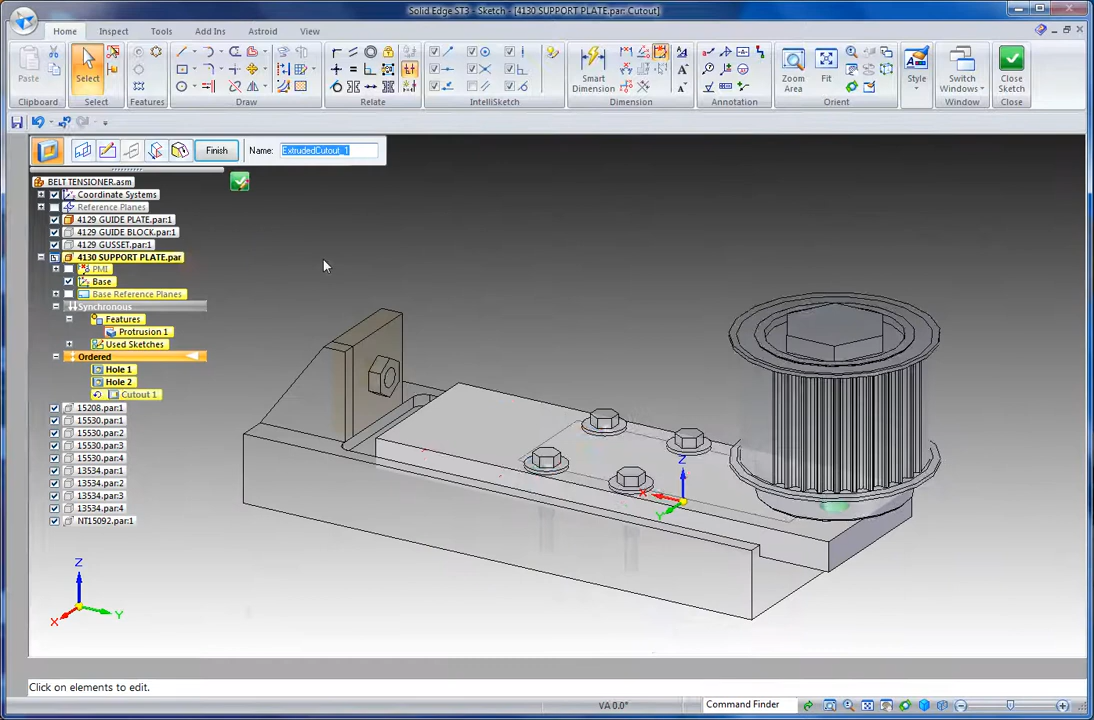 Solid Edge ST3 - Sketch - [4130 SUPPORT PLATE.par: Cutout]
Home Inspect Tools Add Ins Astroid View
Paste
Select
Smart Dimension
Zoom Area
Fit
Style
Switch Windows
Close Sketch
Clipboard Select Features Draw Relate IntelliSketch Dimension Annotation Orient Window Close
Finish Name: ExtrudedCutout_1
BELT TENSIONER.asm
Coordinate Systems
Reference Planes
4129 GUIDE PLATE.par:1
4129 GUIDE BLOCK.par:1
4129 GUSSET.par:1
4130 SUPPORT PLATE.par
PMI
Base
Base Reference Planes
Synchronous
Features
Protrusion 1
Used Sketches
Ordered
Hole 1
Hole 2
Cutout 1
15208.par:1
15530.par:1
15530.par:2
15530.par:3
15530.par:4
13534.par:1
13534.par:2
13534.par:3
13534.par:4
NT15092.par:1
Z
X
Y
Z
Y
X
Click on elements to edit.
VA 0.0° Command Finder